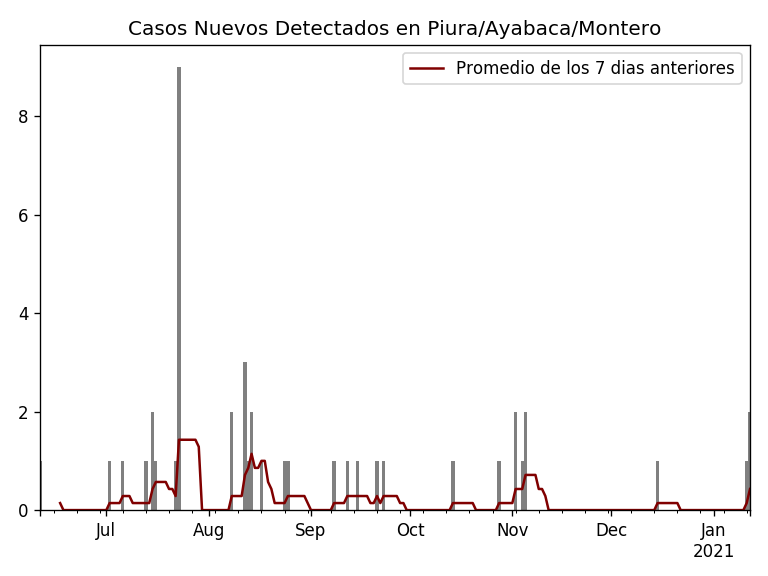 Casos Nuevos Detectados en Piura/Ayabaca/Montero
Promedio de los 7 dias anteriores
8
6
4
2
0
Jul Aug Sep Oct Nov Dec Jan
2021